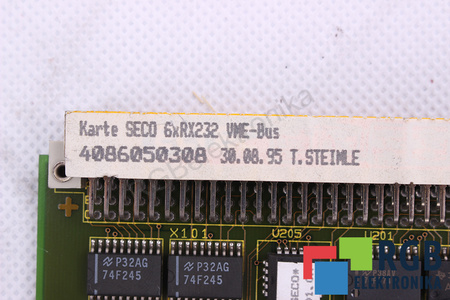 Karte SECO 6xRX232 VME-Bus
4086050308 30.08.95 T.STEIMLE
X101
U205
U201
P32AG
74F245
P32AG
74F245
SECO
RGB
ELEKTRONIKA